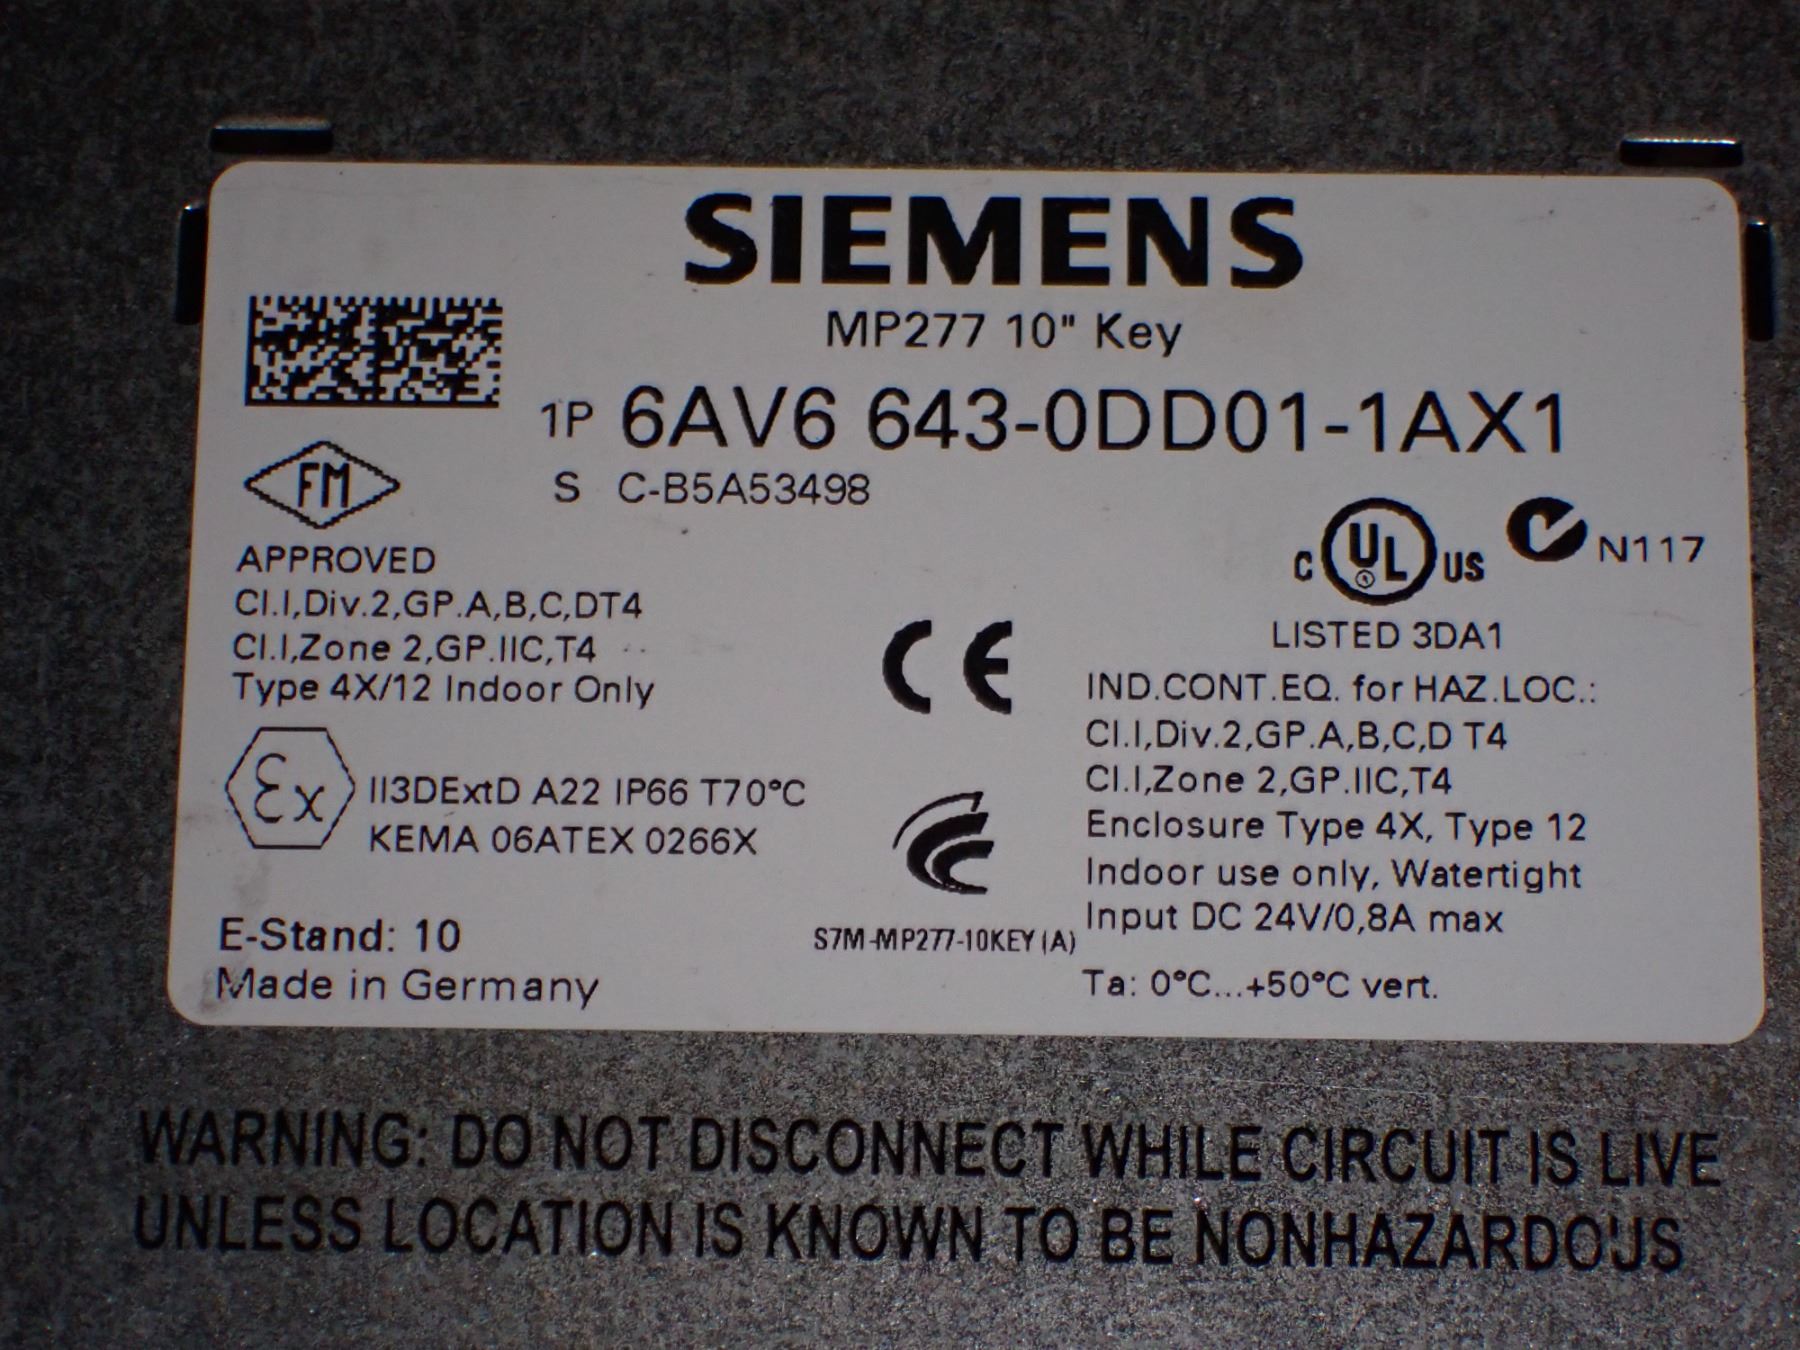 SIEMENS
MP277 10" Key
1P 6AV6 643-0DD01-1AX1
S C-B5A53498
FM
APPROVED
CI.I,Div.2,GP.A,B,C,DT4
CI.I,Zone 2,GP.IIC,T4
Type 4X/12 Indoor Only
Ex II3DExtD A22 IP66 T70°C
KEMA 06ATEX 0266X
E-Stand: 10
Made in Germany
CE
S7M-MP277-10KEY(A)
C UL US N117
LISTED 3DA1
IND.CONT.EQ. for HAZ.LOC.:
CI.I,Div.2,GP.A,B,C,D T4
CI.I,Zone 2,GP.IIC,T4
Enclosure Type 4X, Type 12
Indoor use only, Watertight
Input DC 24V/0,8A max
Ta: 0°C...+50°C vert.
WARNING: DO NOT DISCONNECT WHILE CIRCUIT IS LIVE
UNLESS LOCATION IS KNOWN TO BE NONHAZARDOUS